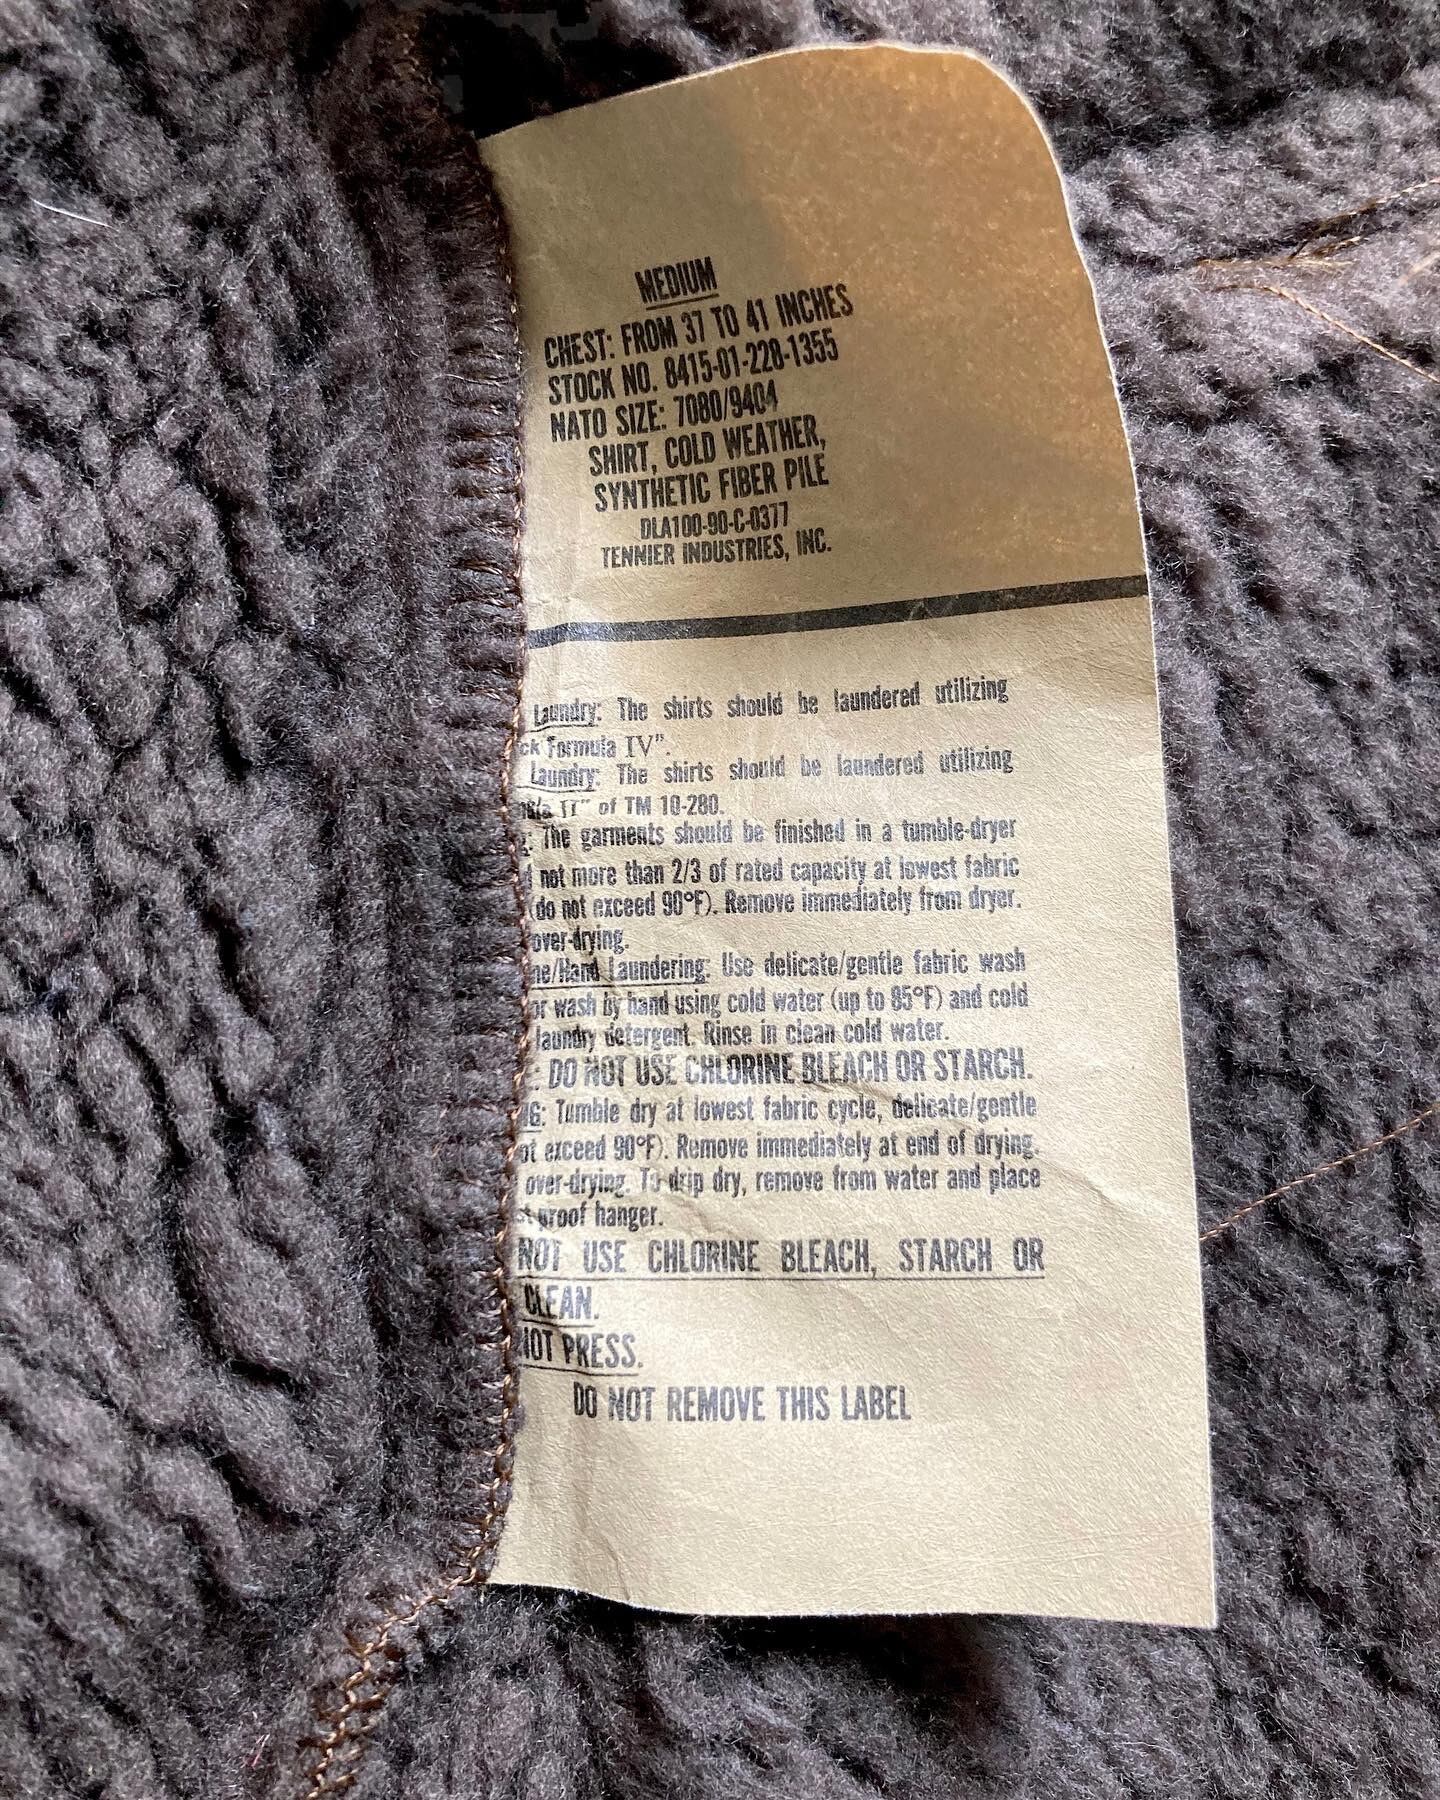 MEDIUM
CHEST: FROM 37 TO 41 INCHES
STOCK NO. 8415-01-228-1355
NATO SIZE: 7080/9404
SHIRT, COLD WEATHER,
SYNTHETIC FIBER PILE
DLA100-90-C-0377
TENNIER INDUSTRIES, INC.
Laundry: The shirts should be laundered utilizing
ck Formula IV".
Laundry: The shirts should be laundered utilizing
II" of TM 10-280.
: The garments should be finished in a tumble-dryer
not more than 2/3 of rated capacity at lowest fabric
(do not exceed 90°F). Remove immediately from dryer.
over-drying.
ne/Hand Laundering: Use delicate/gentle fabric wash
or wash by hand using cold water (up to 85°F) and cold
laundry detergent. Rinse in clean cold water.
: DO NOT USE CHLORINE BLEACH OR STARCH.
NG: Tumble dry at lowest fabric cycle, delicate/gentle
ot exceed 90°F). Remove immediately at end of drying.
over-drying. To drip dry, remove from water and place
st proof hanger.
NOT USE CHLORINE BLEACH, STARCH OR
CLEAN.
NOT PRESS.
DO NOT REMOVE THIS LABEL